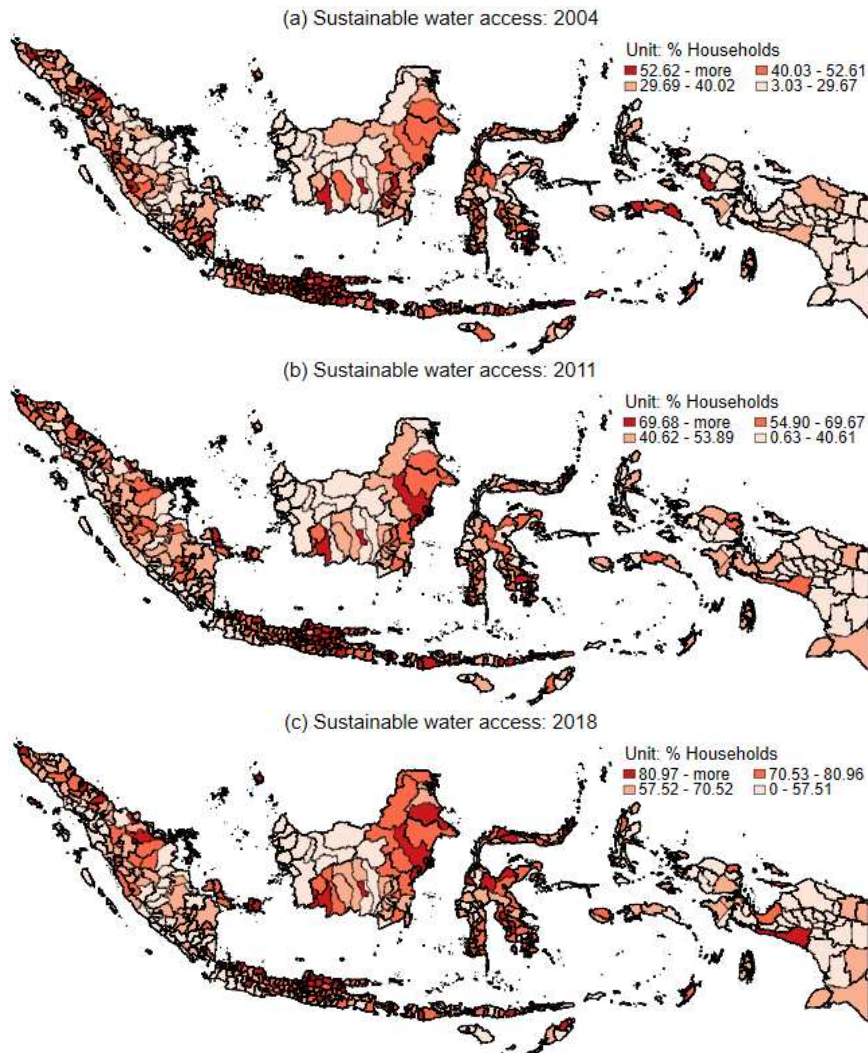 (a) Sustainable water access: 2004
Unit: % Households
52.62 - more 40.03 - 52.61
29.69 - 40.02 3.03 - 29.67
(b) Sustainable water access: 2011
Unit: % Households
69.68 - more 54.90 - 69.67
40.62 - 53.89 0.63 - 40.61
(c) Sustainable water access: 2018
Unit: % Households
80.97 - more 70.53 - 80.96
57.52 - 70.52 0 - 57.51